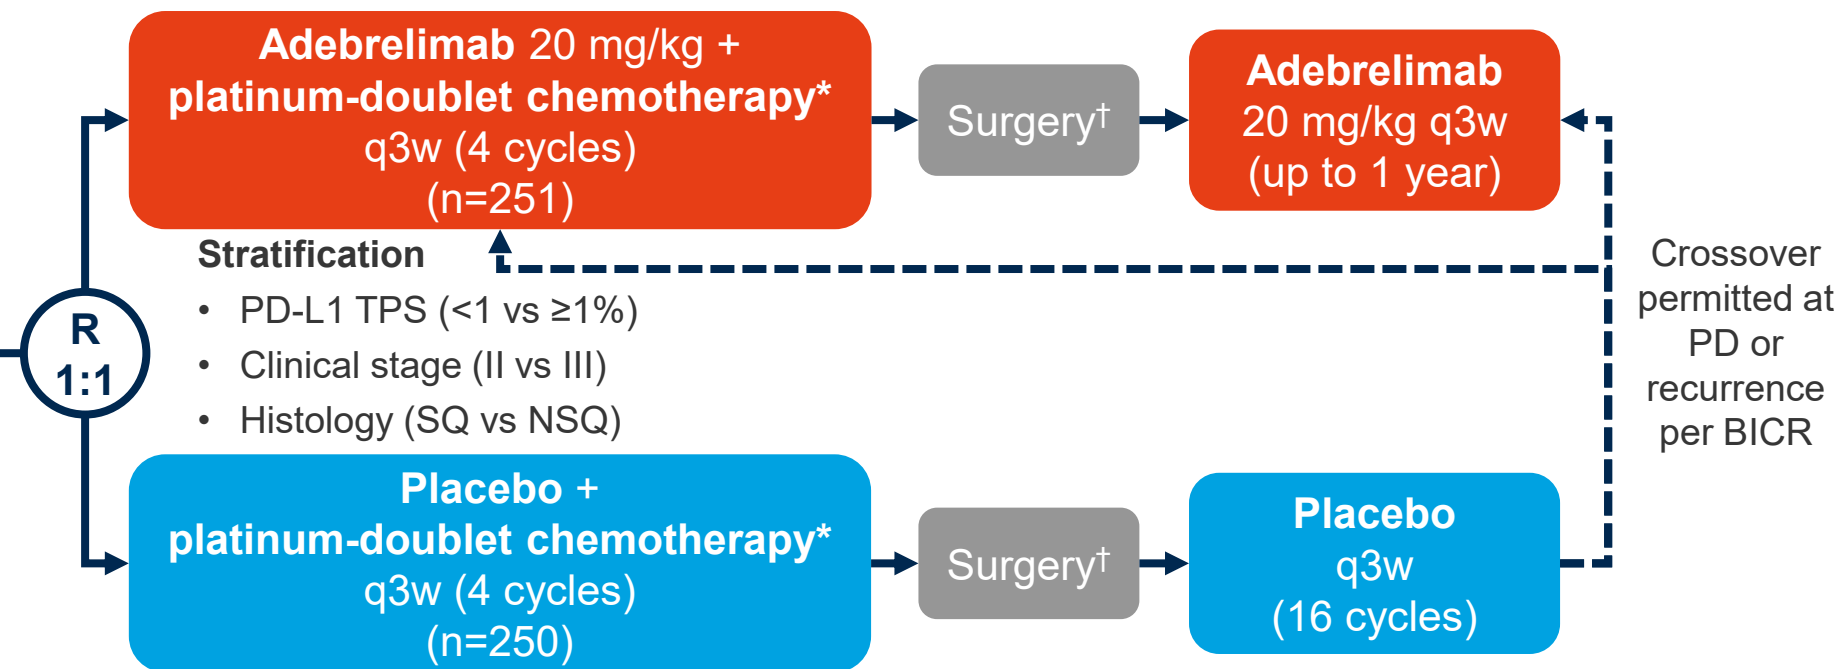 R
1:1
Adebrelimab 20 mg/kg +
platinum-doublet chemotherapy*
q3w (4 cycles)
(n=251)
Surgery†
Adebrelimab
20 mg/kg q3w
(up to 1 year)
Stratification
• PD-L1 TPS (<1 vs ≥1%)
• Clinical stage (II vs III)
• Histology (SQ vs NSQ)
Crossover
permitted at
PD or
recurrence
per BICR
Placebo +
platinum-doublet chemotherapy*
q3w (4 cycles)
(n=250)
Surgery†
Placebo
q3w
(16 cycles)